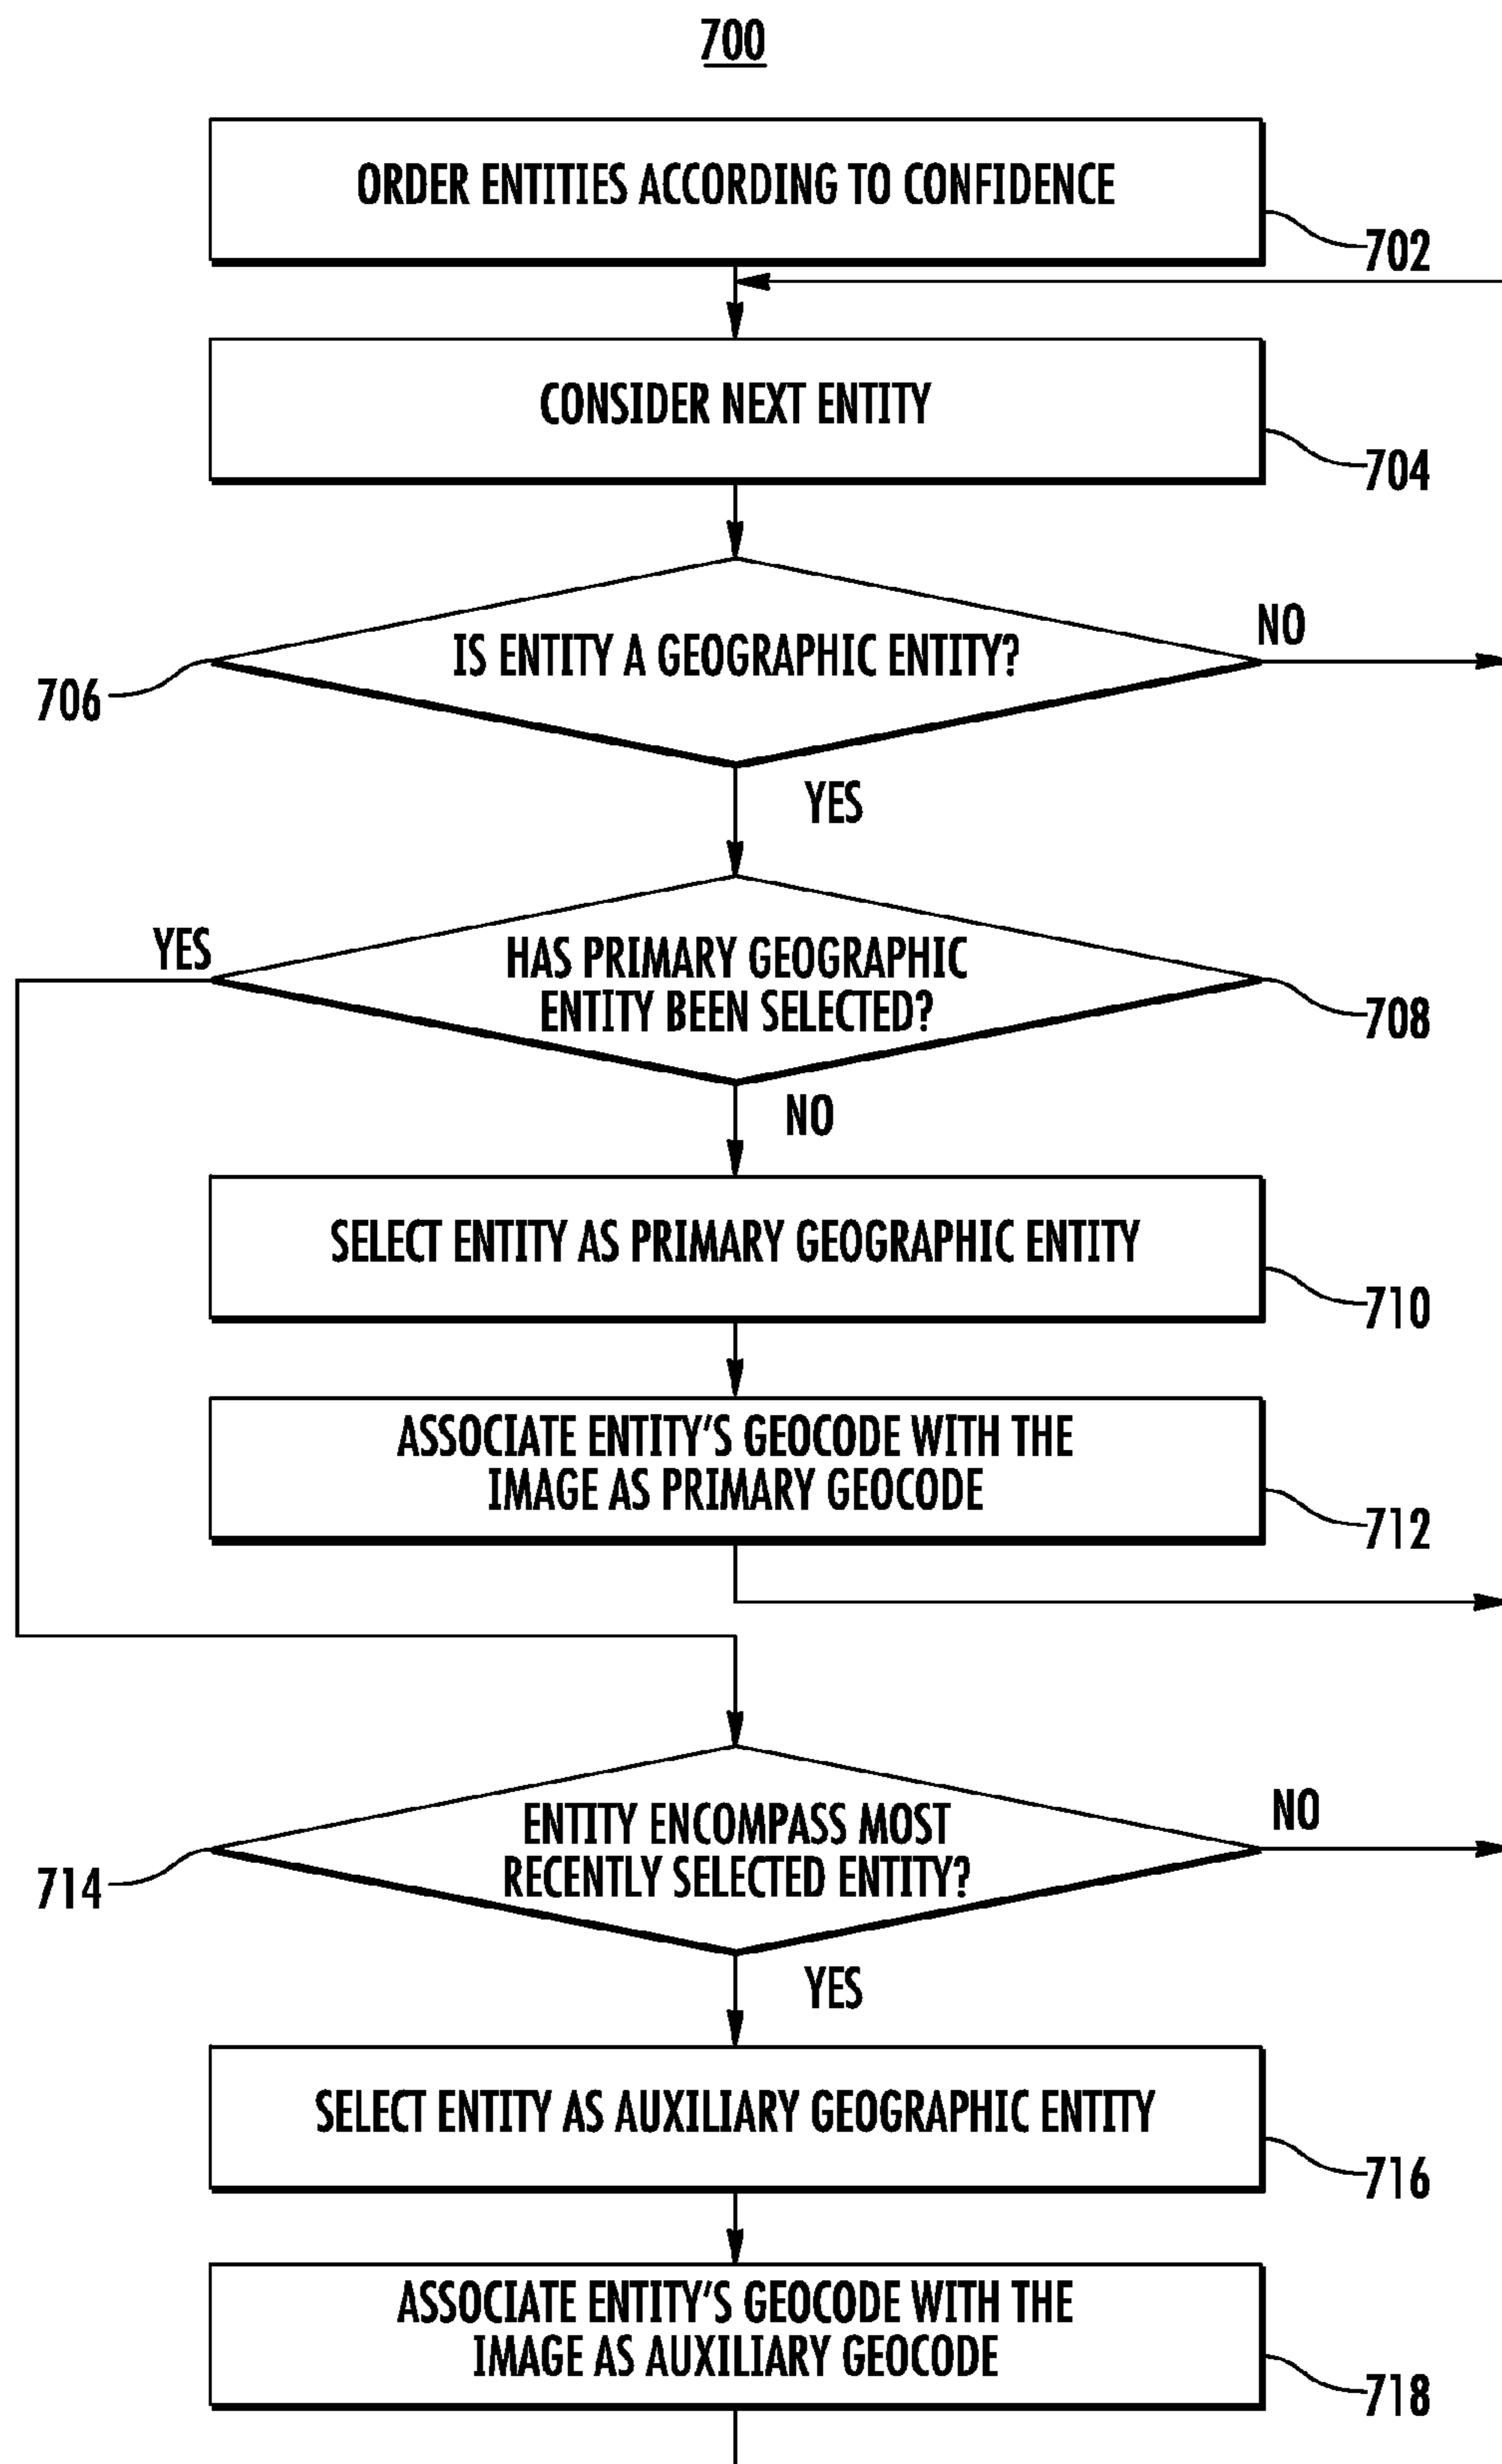 700
ORDER ENTITIES ACCORDING TO CONFIDENCE
702
CONSIDER NEXT ENTITY
704
NO
IS ENTITY A GEOGRAPHIC ENTITY?
706
YES
YES
HAS PRIMARY GEOGRAPHIC
ENTITY BEEN SELECTED?
708
NO
SELECT ENTITY AS PRIMARY GEOGRAPHIC ENTITY
710
ASSOCIATE ENTITY'S GEOCODE WITH THE
IMAGE AS PRIMARY GEOCODE
712
ENTITY ENCOMPASS MOST
RECENTLY SELECTED ENTITY?
NO
714
YES
SELECT ENTITY AS AUXILIARY GEOGRAPHIC ENTITY
716
ASSOCIATE ENTITY'S GEOCODE WITH THE
IMAGE AS AUXILIARY GEOCODE
718